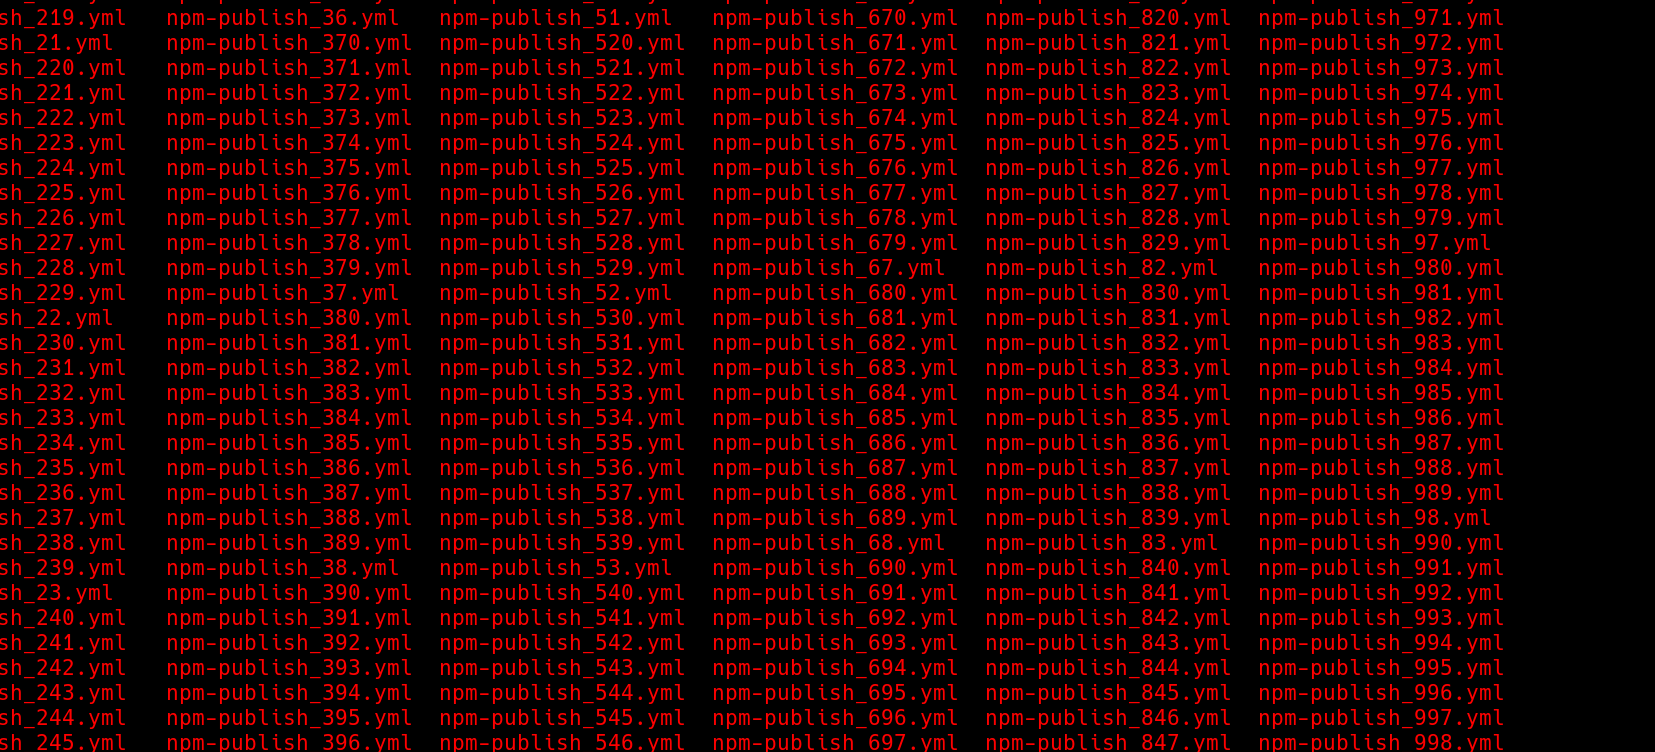 sh_219.yml npm-publish_36.yml npm-publish_51.yml npm-publish_670.yml npm-publish_820.yml npm-publish_971.yml
sh_21.yml npm-publish_370.yml npm-publish_520.yml npm-publish_671.yml npm-publish_821.yml npm-publish_972.yml
sh_220.yml npm-publish_371.yml npm-publish_521.yml npm-publish_672.yml npm-publish_822.yml npm-publish_973.yml
sh_221.yml npm-publish_372.yml npm-publish_522.yml npm-publish_673.yml npm-publish_823.yml npm-publish_974.yml
sh_222.yml npm-publish_373.yml npm-publish_523.yml npm-publish_674.yml npm-publish_824.yml npm-publish_975.yml
sh_223.yml npm-publish_374.yml npm-publish_524.yml npm-publish_675.yml npm-publish_825.yml npm-publish_976.yml
sh_224.yml npm-publish_375.yml npm-publish_525.yml npm-publish_676.yml npm-publish_826.yml npm-publish_977.yml
sh_225.yml npm-publish_376.yml npm-publish_526.yml npm-publish_677.yml npm-publish_827.yml npm-publish_978.yml
sh_226.yml npm-publish_377.yml npm-publish_527.yml npm-publish_678.yml npm-publish_828.yml npm-publish_979.yml
sh_227.yml npm-publish_378.yml npm-publish_528.yml npm-publish_679.yml npm-publish_829.yml npm-publish_97.yml
sh_228.yml npm-publish_379.yml npm-publish_529.yml npm-publish_67.yml npm-publish_82.yml npm-publish_980.yml
sh_229.yml npm-publish_37.yml npm-publish_52.yml npm-publish_680.yml npm-publish_830.yml npm-publish_981.yml
sh_22.yml npm-publish_380.yml npm-publish_530.yml npm-publish_681.yml npm-publish_831.yml npm-publish_982.yml
sh_230.yml npm-publish_381.yml npm-publish_531.yml npm-publish_682.yml npm-publish_832.yml npm-publish_983.yml
sh_231.yml npm-publish_382.yml npm-publish_532.yml npm-publish_683.yml npm-publish_833.yml npm-publish_984.yml
sh_232.yml npm-publish_383.yml npm-publish_533.yml npm-publish_684.yml npm-publish_834.yml npm-publish_985.yml
sh_233.yml npm-publish_384.yml npm-publish_534.yml npm-publish_685.yml npm-publish_835.yml npm-publish_986.yml
sh_234.yml npm-publish_385.yml npm-publish_535.yml npm-publish_686.yml npm-publish_836.yml npm-publish_987.yml
sh_235.yml npm-publish_386.yml npm-publish_536.yml npm-publish_687.yml npm-publish_837.yml npm-publish_988.yml
sh_236.yml npm-publish_387.yml npm-publish_537.yml npm-publish_688.yml npm-publish_838.yml npm-publish_989.yml
sh_237.yml npm-publish_388.yml npm-publish_538.yml npm-publish_689.yml npm-publish_839.yml npm-publish_98.yml
sh_238.yml npm-publish_389.yml npm-publish_539.yml npm-publish_68.yml npm-publish_83.yml npm-publish_990.yml
sh_239.yml npm-publish_38.yml npm-publish_53.yml npm-publish_690.yml npm-publish_840.yml npm-publish_991.yml
sh_23.yml npm-publish_390.yml npm-publish_540.yml npm-publish_691.yml npm-publish_841.yml npm-publish_992.yml
sh_240.yml npm-publish_391.yml npm-publish_541.yml npm-publish_692.yml npm-publish_842.yml npm-publish_993.yml
sh_241.yml npm-publish_392.yml npm-publish_542.yml npm-publish_693.yml npm-publish_843.yml npm-publish_994.yml
sh_242.yml npm-publish_393.yml npm-publish_543.yml npm-publish_694.yml npm-publish_844.yml npm-publish_995.yml
sh_243.yml npm-publish_394.yml npm-publish_544.yml npm-publish_695.yml npm-publish_845.yml npm-publish_996.yml
sh_244.yml npm-publish_395.yml npm-publish_545.yml npm-publish_696.yml npm-publish_846.yml npm-publish_997.yml
sh_245.yml npm-publish_396.yml npm-publish_546.yml npm-publish_697.yml npm-publish_847.yml npm-publish_998.yml